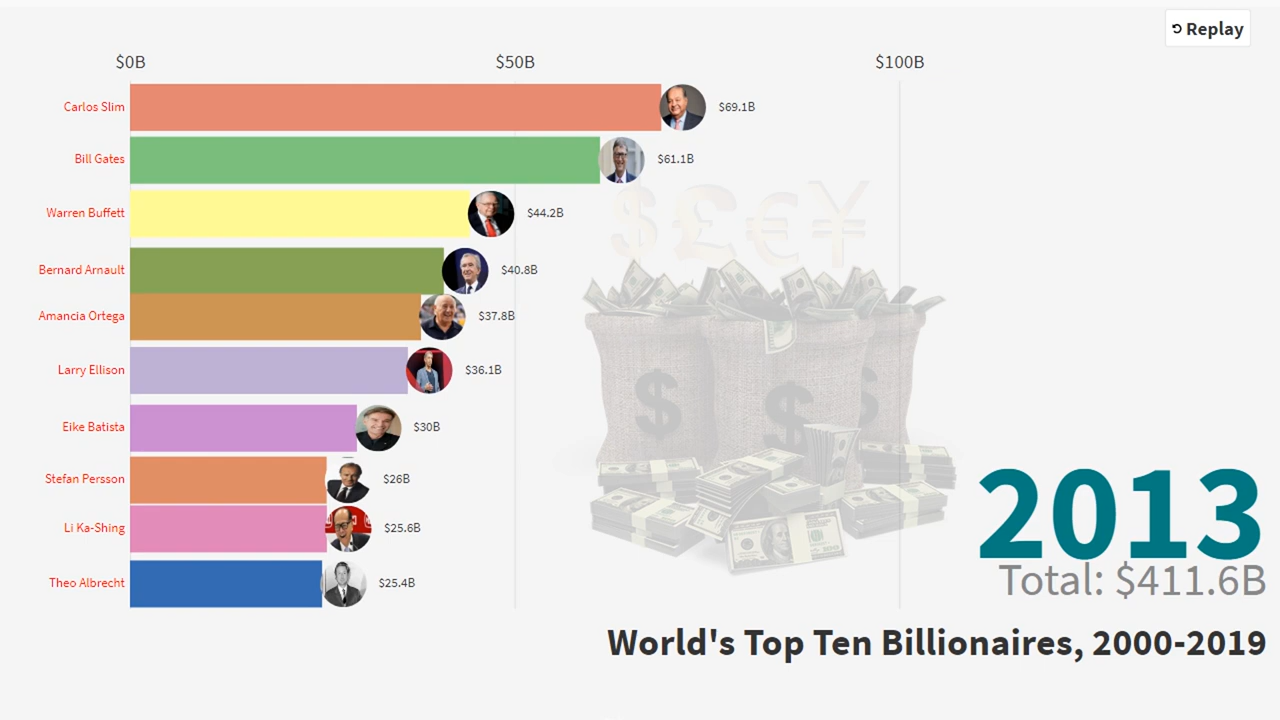 Replay
$0B $50B $100B
Carlos Slim $69.1B
Bill Gates $61.1B
Warren Buffett $44.2B
$£€¥
Bernard Arnault $40.8B
Amancia Ortega $37.8B
Larry Ellison $36.1B
Eike Batista $30B
$ $ $
Stefan Persson $26B
Li Ka-Shing $25.6B
Theo Albrecht $25.4B
2013
Total: $411.6B
World's Top Ten Billionaires, 2000-2019